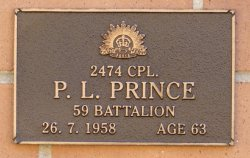 2474 CPL.
P. L. PRINCE
59 BATTALION
26. 7. 1958 AGE 63